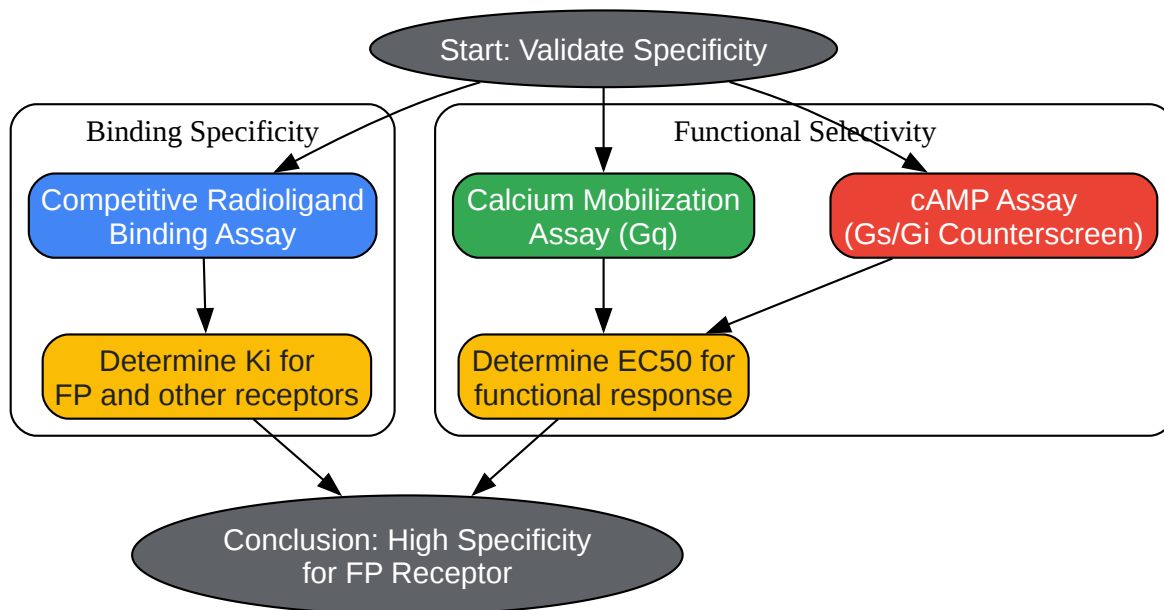 Start: Validate Specificity
Binding Specificity
Functional Selectivity
Competitive Radioligand
Binding Assay
Calcium Mobilization
Assay (Gq)
cAMP Assay
(Gs/Gi Counterscreen)
Determine Ki for
FP and other receptors
Determine EC50 for
functional response
Conclusion: High Specificity
for FP Receptor